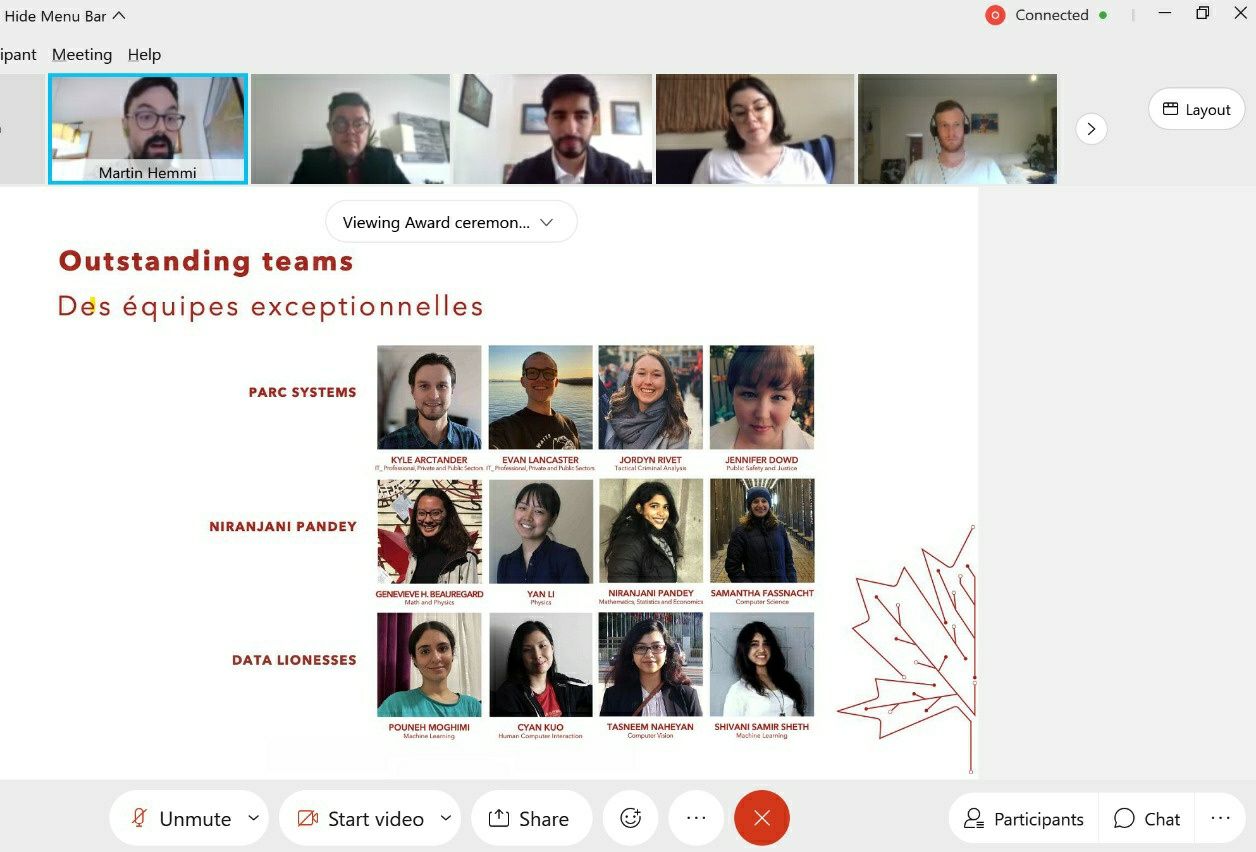 Hide Menu Bar
Connected
ipant Meeting Help
Martin Hemmi
Layout
Viewing Award ceremon...
Outstanding teams
Des équipes exceptionnelles
PARC SYSTEMS
KYLE ARCTANDER
IT_ Professional, Private and Public Sectors
EVAN LANCASTER
IT_ Professional, Private and Public Sectors
JORDYN RIVET
Tactical Criminal Analysis
JENNIFER DOWD
Public Safety and Justice
NIRANJANI PANDEY
GENEVIEVE H. BEAUREGARD
Math and Physics
YAN LI
Physics
NIRANJANI PANDEY
Mathematics, Statistics and Economics
SAMANTHA FASSNACHT
Computer Science
DATA LIONESSES
POUNEH MOGHIMI
Machine Learning
CYAN KUO
Human Computer Interaction
TASNEEM NAHEYAN
Computer Vision
SHIVANI SAMIR SHETH
Machine Learning
Unmute
Start video
Share
Participants
Chat